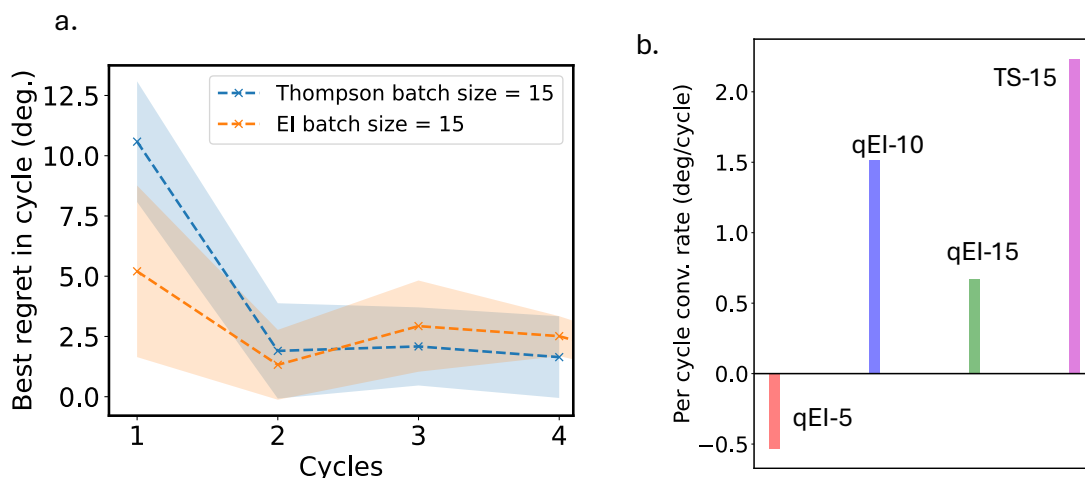 a.
Best regret in cycle (deg.)
12.5
10.0
7.5
5.0
2.5
0.0
Thompson batch size = 15
EI batch size = 15
1 2 3 4
Cycles
b.
Per cycle conv. rate (deg/cycle)
2.0
1.5
1.0
0.5
0.0
−0.5
qEI-5
qEI-10
qEI-15
TS-15